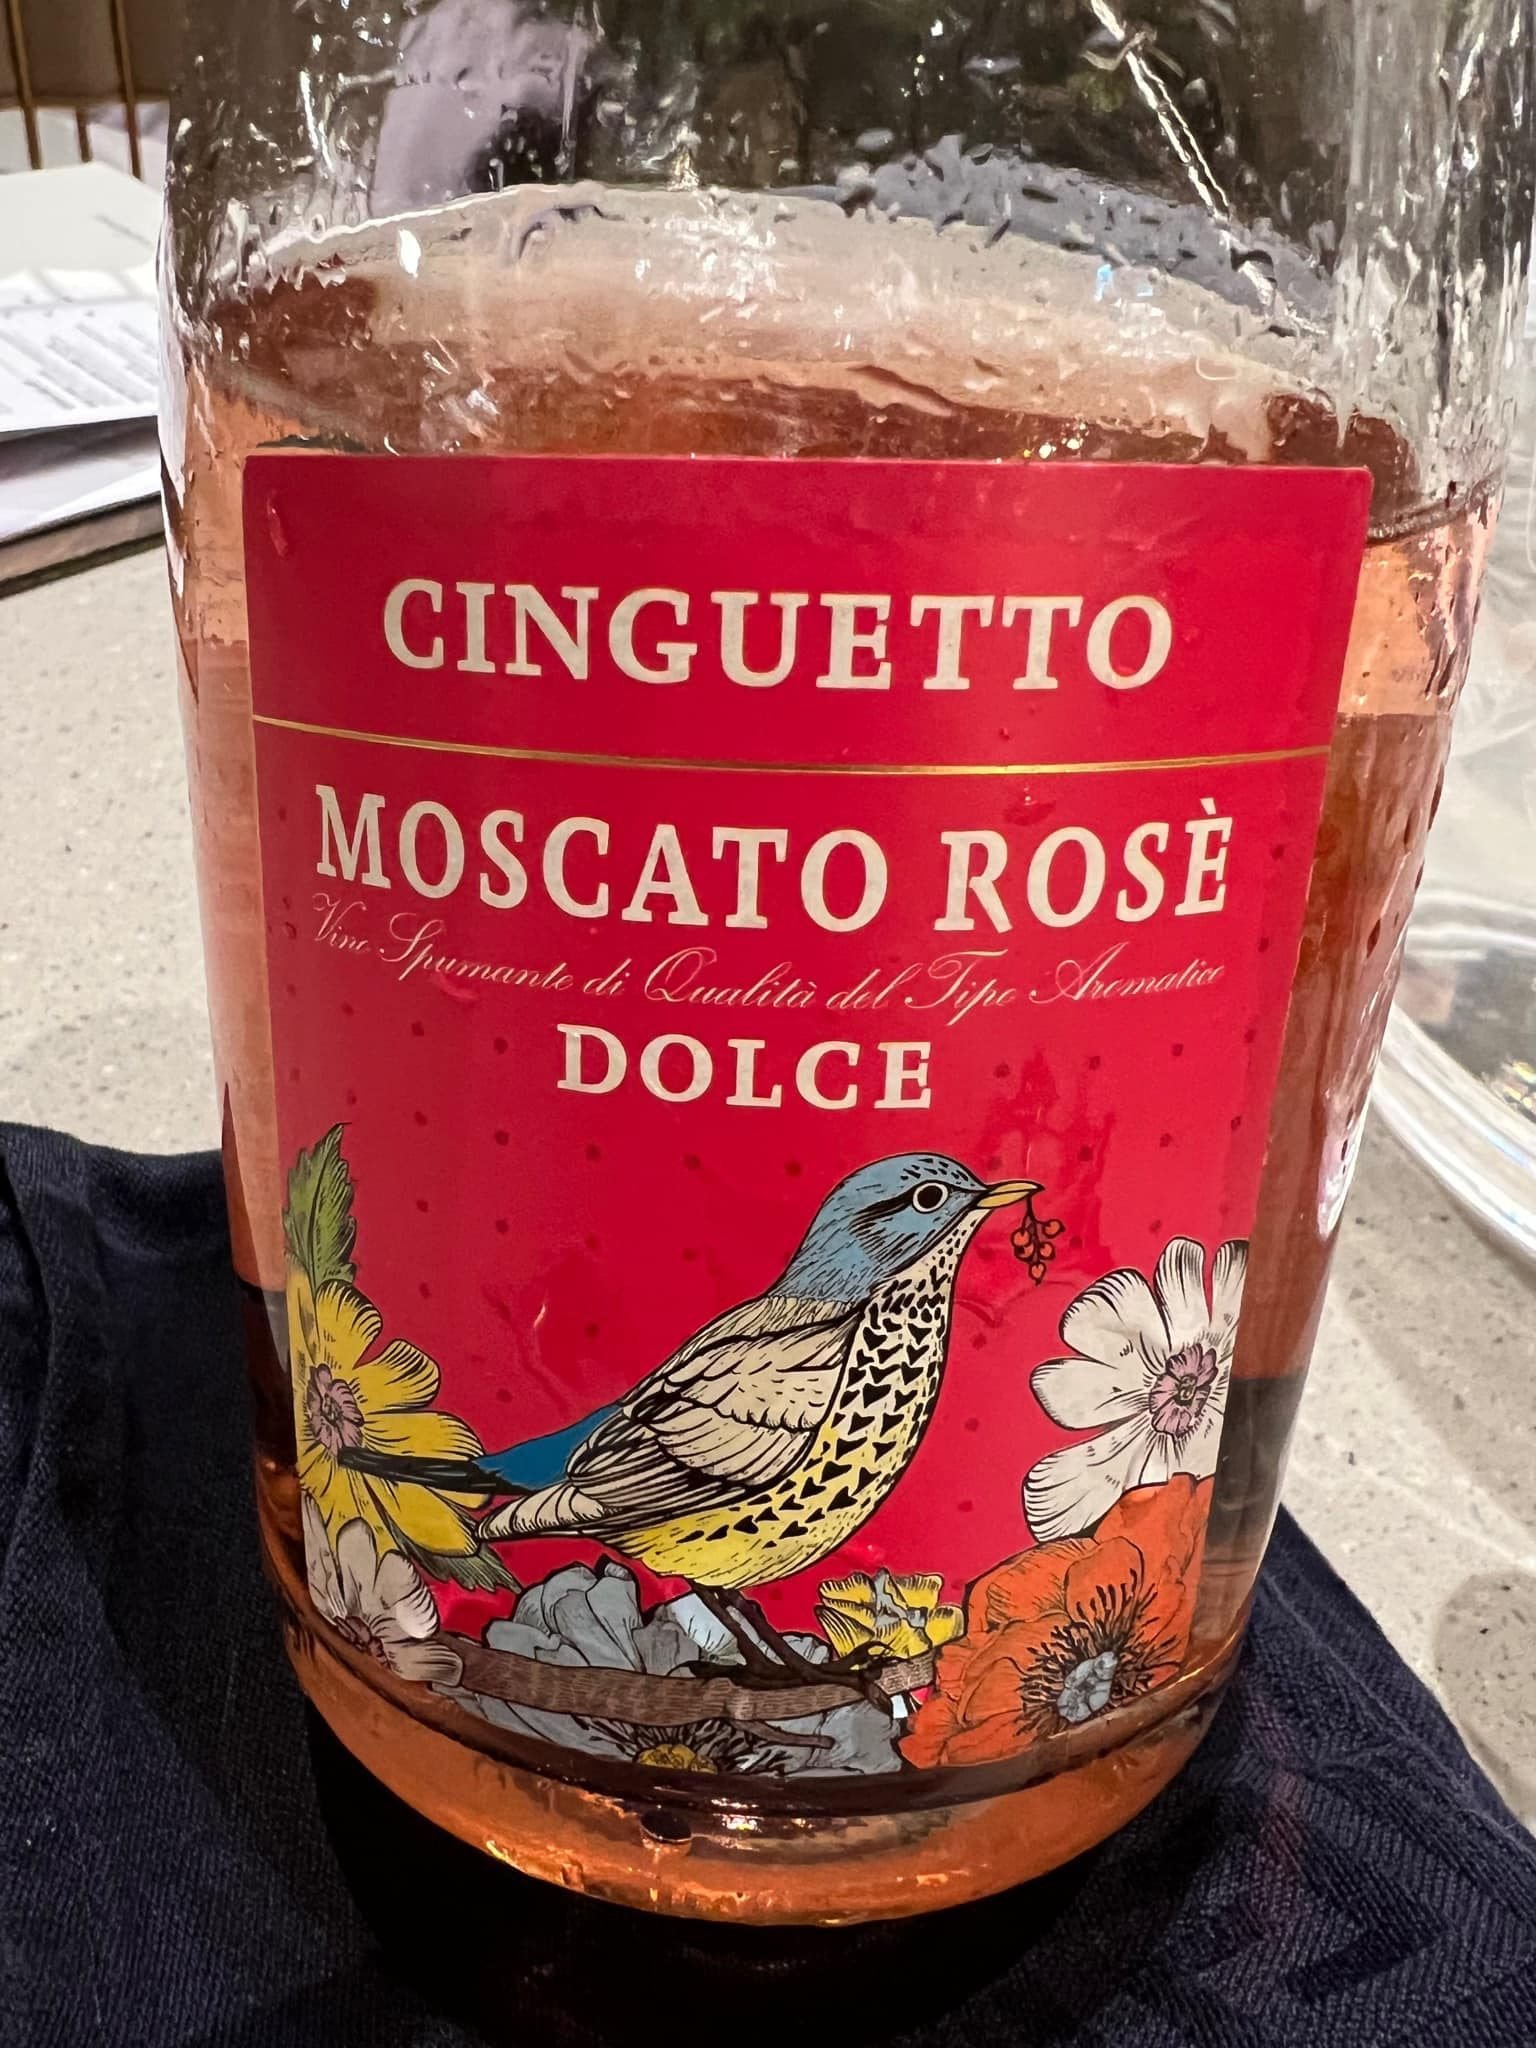 CINGUETTO
MOSCATO ROSÈ
Vino Spumante di Qualità del Tipo Aromatico
DOLCE